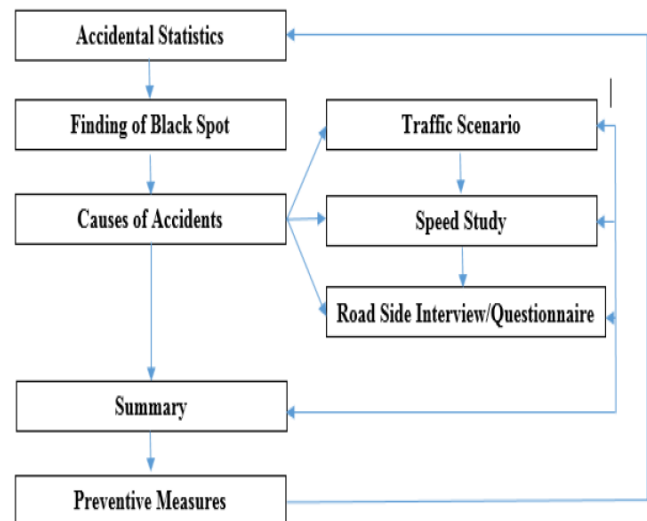 Accidental Statistics
Finding of Black Spot
Causes of Accidents
Traffic Scenario
Speed Study
Road Side Interview/Questionnaire
Summary
Preventive Measures